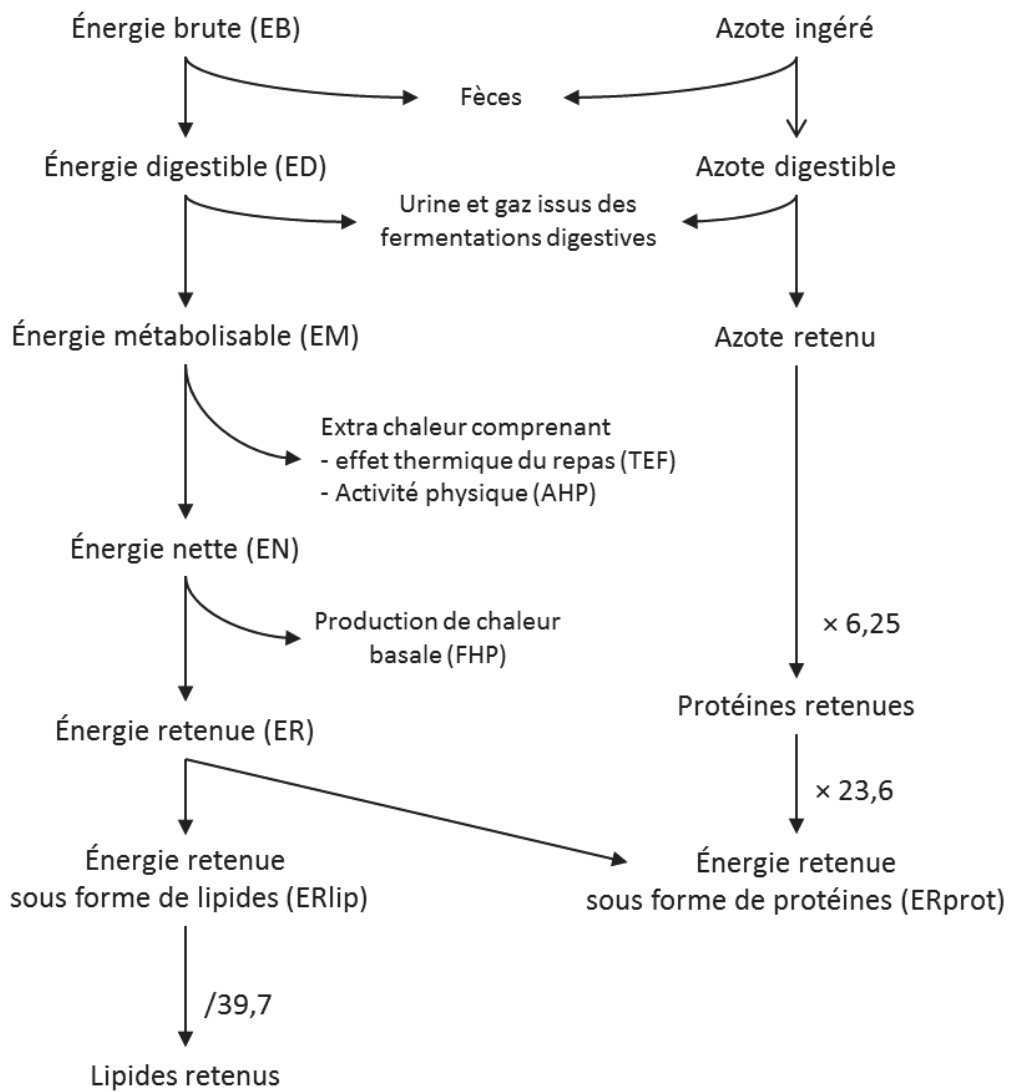 Énergie brute (EB)
Azote ingéré
Fèces
Énergie digestible (ED)
Azote digestible
Urine et gaz issus des
fermentations digestives
Énergie métabolisable (EM)
Azote retenu
Extra chaleur comprenant
- effet thermique du repas (TEF)
- Activité physique (AHP)
Énergie nette (EN)
Production de chaleur
basale (FHP)
× 6,25
Protéines retenues
Énergie retenue (ER)
× 23,6
Énergie retenue
sous forme de lipides (ERlip)
Énergie retenue
sous forme de protéines (ERprot)
/39,7
Lipides retenus